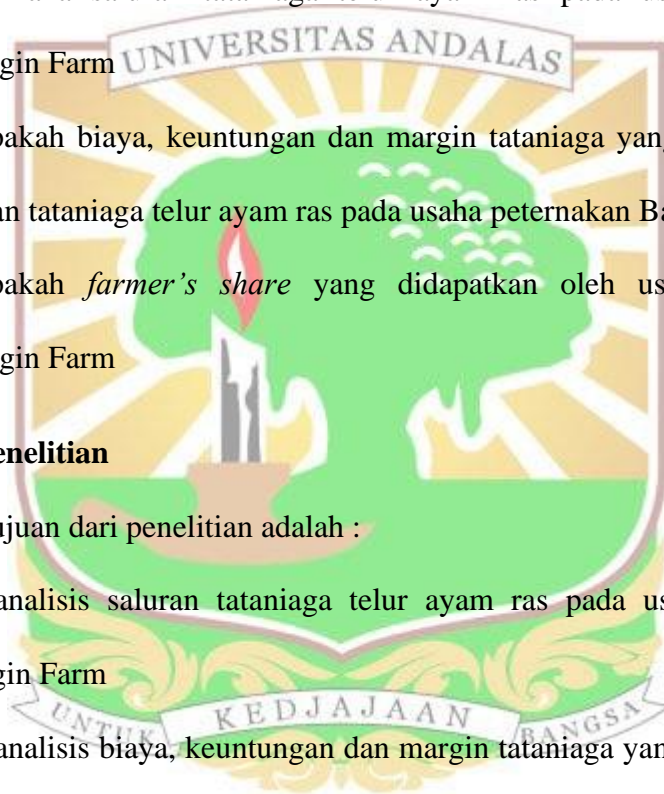 UNIVERSITAS ANDALAS
gin Farm
pakah biaya, keuntungan dan margin tataniaga yang
an tataniaga telur ayam ras pada usaha peternakan Ba
pakah farmer's share yang didapatkan oleh us
gin Farm
enelitian
ujuan dari penelitian adalah :
analisis saluran tataniaga telur ayam ras pada us
gin Farm
UNTUK KEDJAJAAN BANGSA
analisis biaya, keuntungan dan margin tataniaga yan